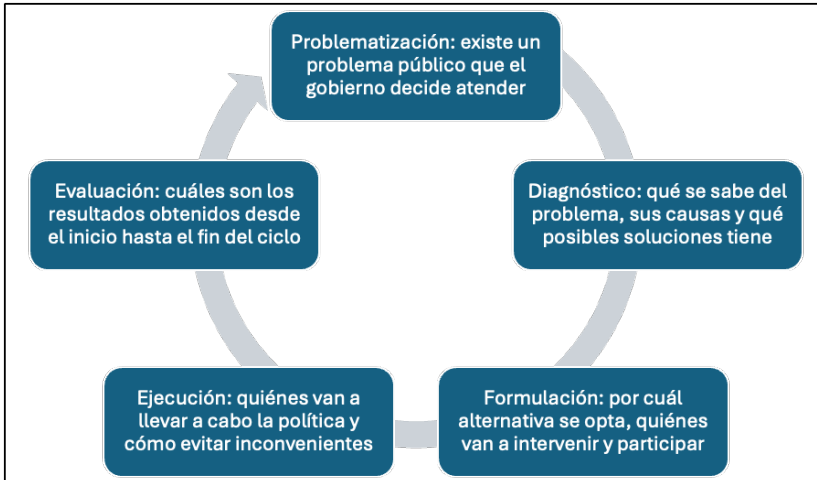 Problematización: existe un
problema público que el
gobierno decide atender
Diagnóstico: qué se sabe del
problema, sus causas y qué
posibles soluciones tiene
Formulación: por cuál
alternativa se opta, quiénes
van a intervenir y participar
Ejecución: quiénes van a
llevar a cabo la política y
cómo evitar inconvenientes
Evaluación: cuáles son los
resultados obtenidos desde
el inicio hasta el fin del ciclo